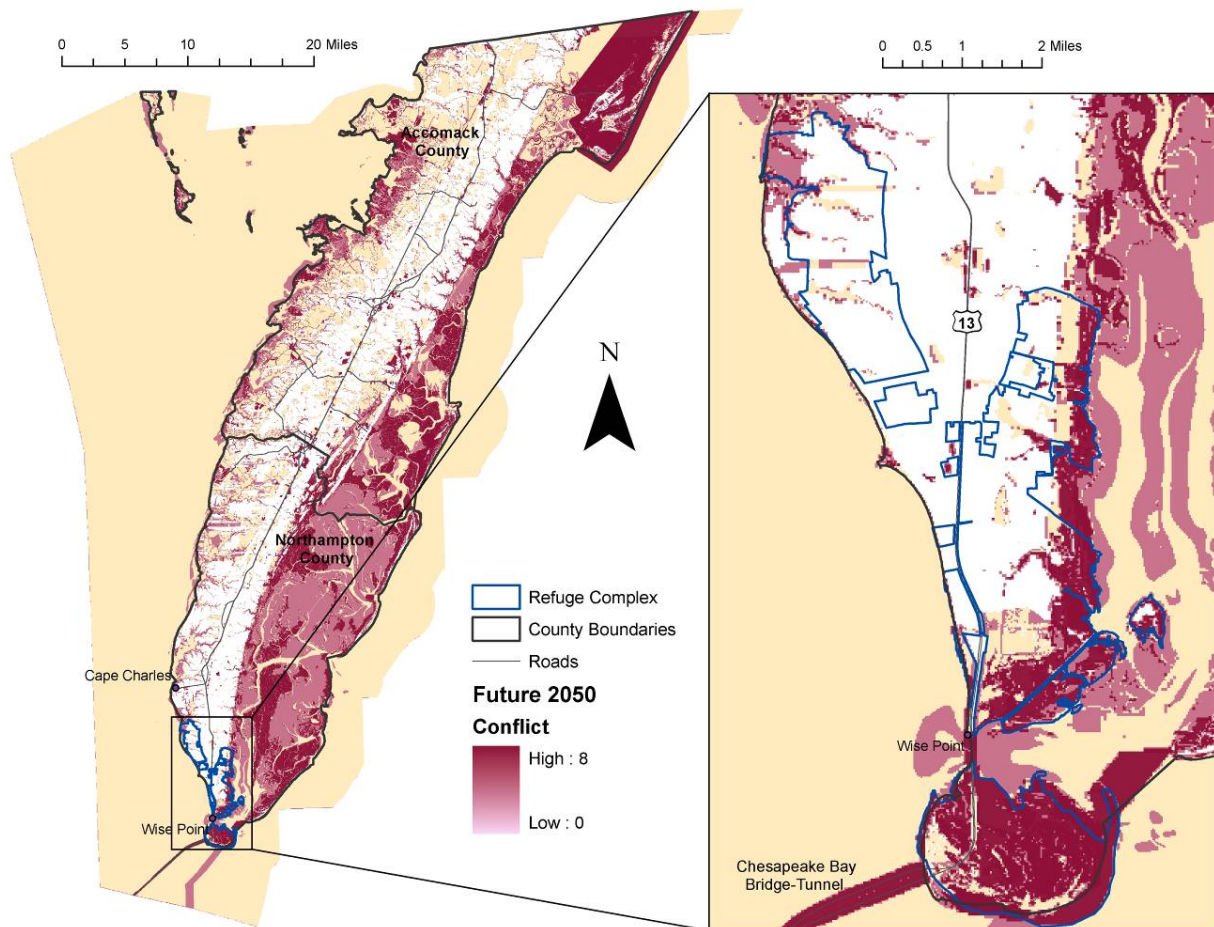 0 5 10 20 Miles
0 0.5 1 2 Miles
Accomack
County
13
N
Northampton
County
Refuge Complex
County Boundaries
Roads
Cape Charles
Future 2050
Conflict
High : 8
Low : 0
Wise Point
Wise Point
Chesapeake Bay
Bridge-Tunnel